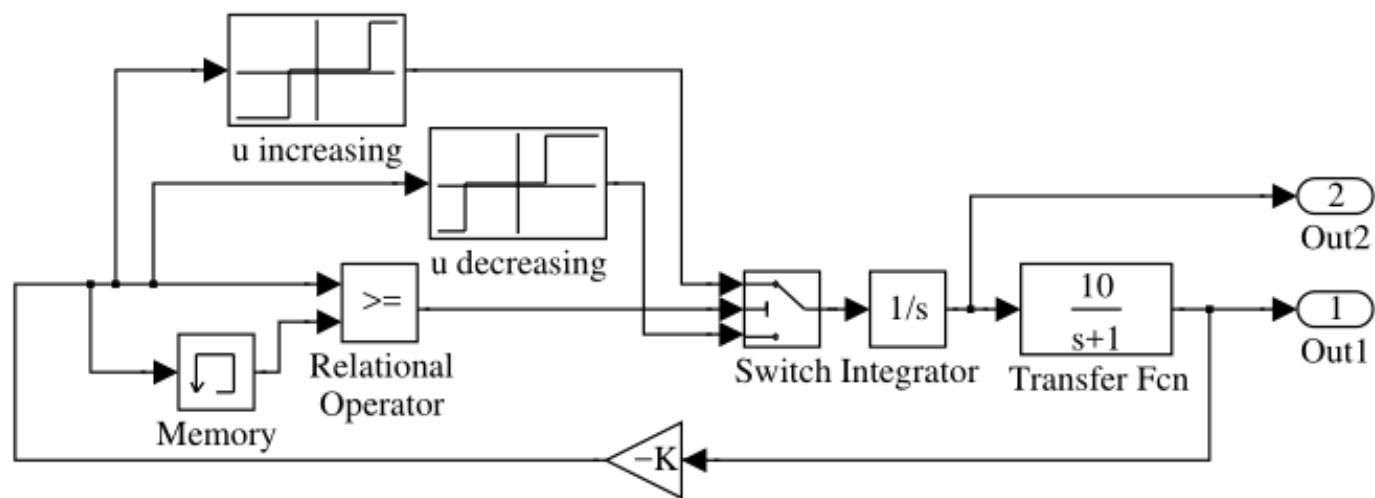 u increasing
u decreasing
>=
Relational
Operator
Memory
Switch
1/s
Integrator
10
s+1
Transfer Fcn
2
Out2
1
Out1
−K